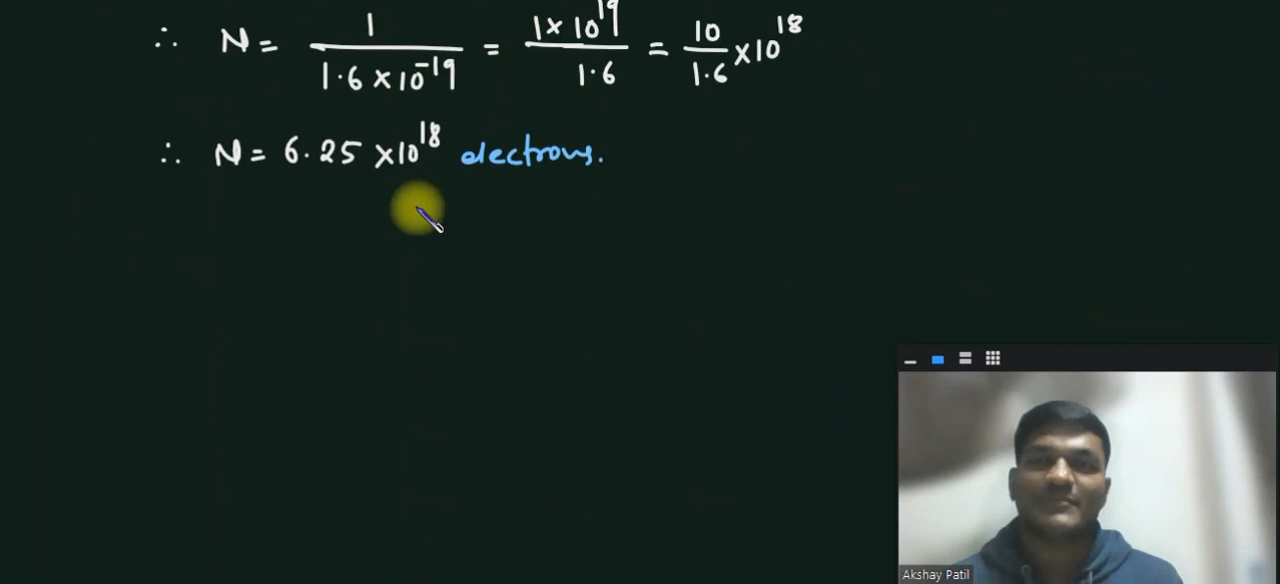 ∴ N = 1 / 1.6 × 10⁻¹⁹ = 1 × 10¹⁹ / 1.6 = 10 / 1.6 × 10¹⁸
∴ N = 6.25 × 10¹⁸ electrons.
Akshay Patil